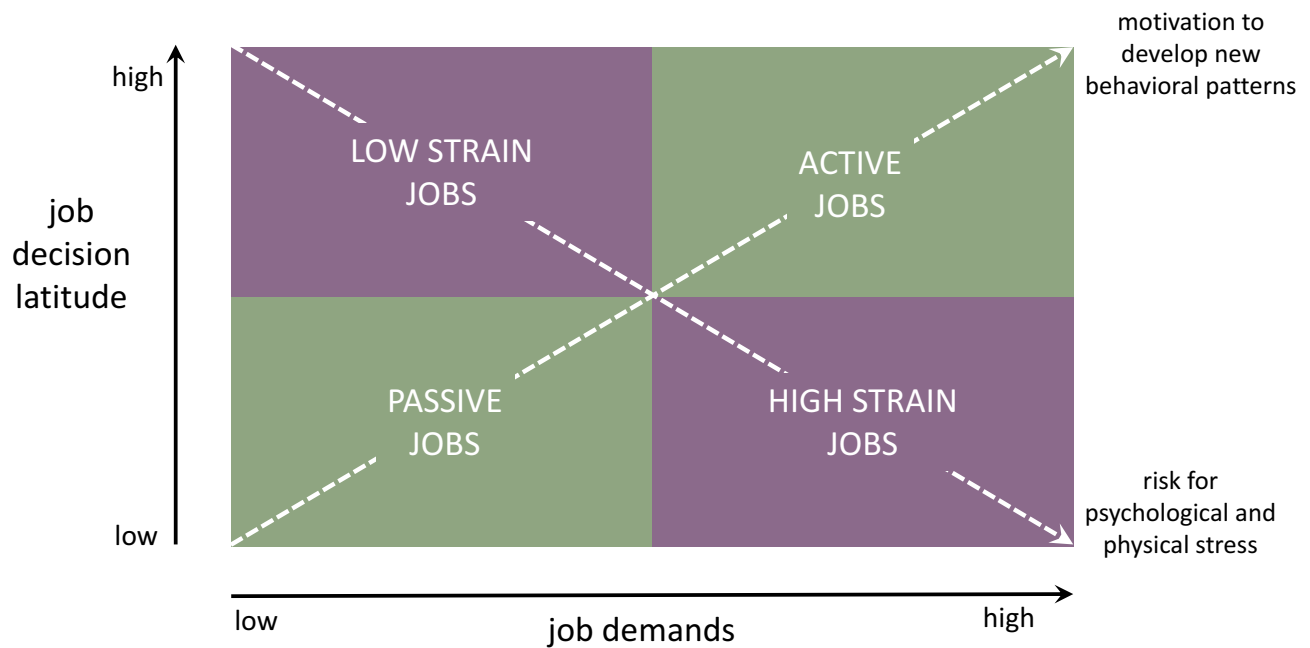 motivation to
develop new
behavioral patterns
high
LOW STRAIN
JOBS
ACTIVE
JOBS
job
decision
latitude
PASSIVE
JOBS
HIGH STRAIN
JOBS
risk for
psychological and
physical stress
low
low
job demands
high